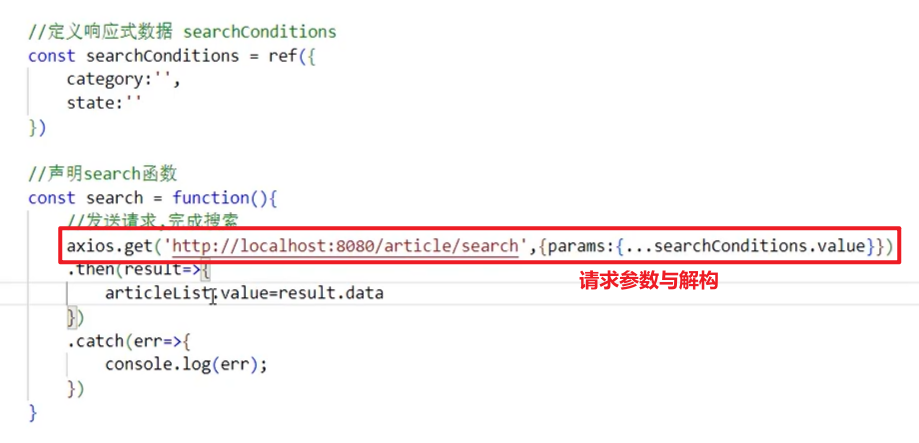 //定义响应式数据 searchConditions
const searchConditions = ref({
category:'',
state:''
})
//声明search函数
const search = function(){
//发送请求,完成搜索
axios.get('http://localhost:8080/article/search',{params:{...searchConditions.value}})
.then(result=>{
请求参数与解构
articleList.value=result.data
})
.catch(err=>{
console.log(err);
})
}